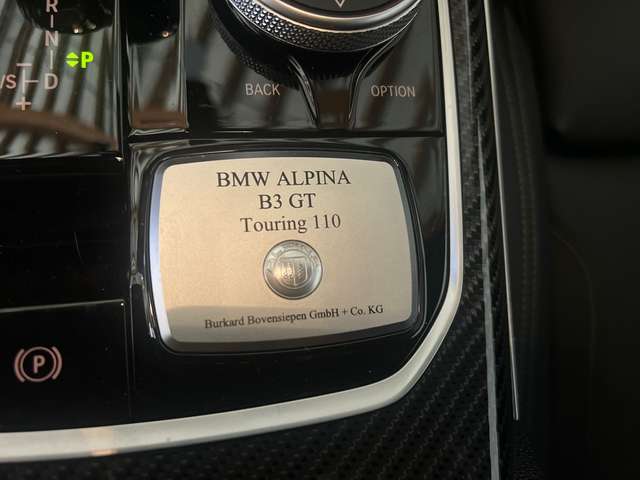 R
N
D
P
/S
+
BACK
OPTION
BMW ALPINA
B3 GT
Touring 110
Burkard Bovensiepen GmbH + Co. KG
P